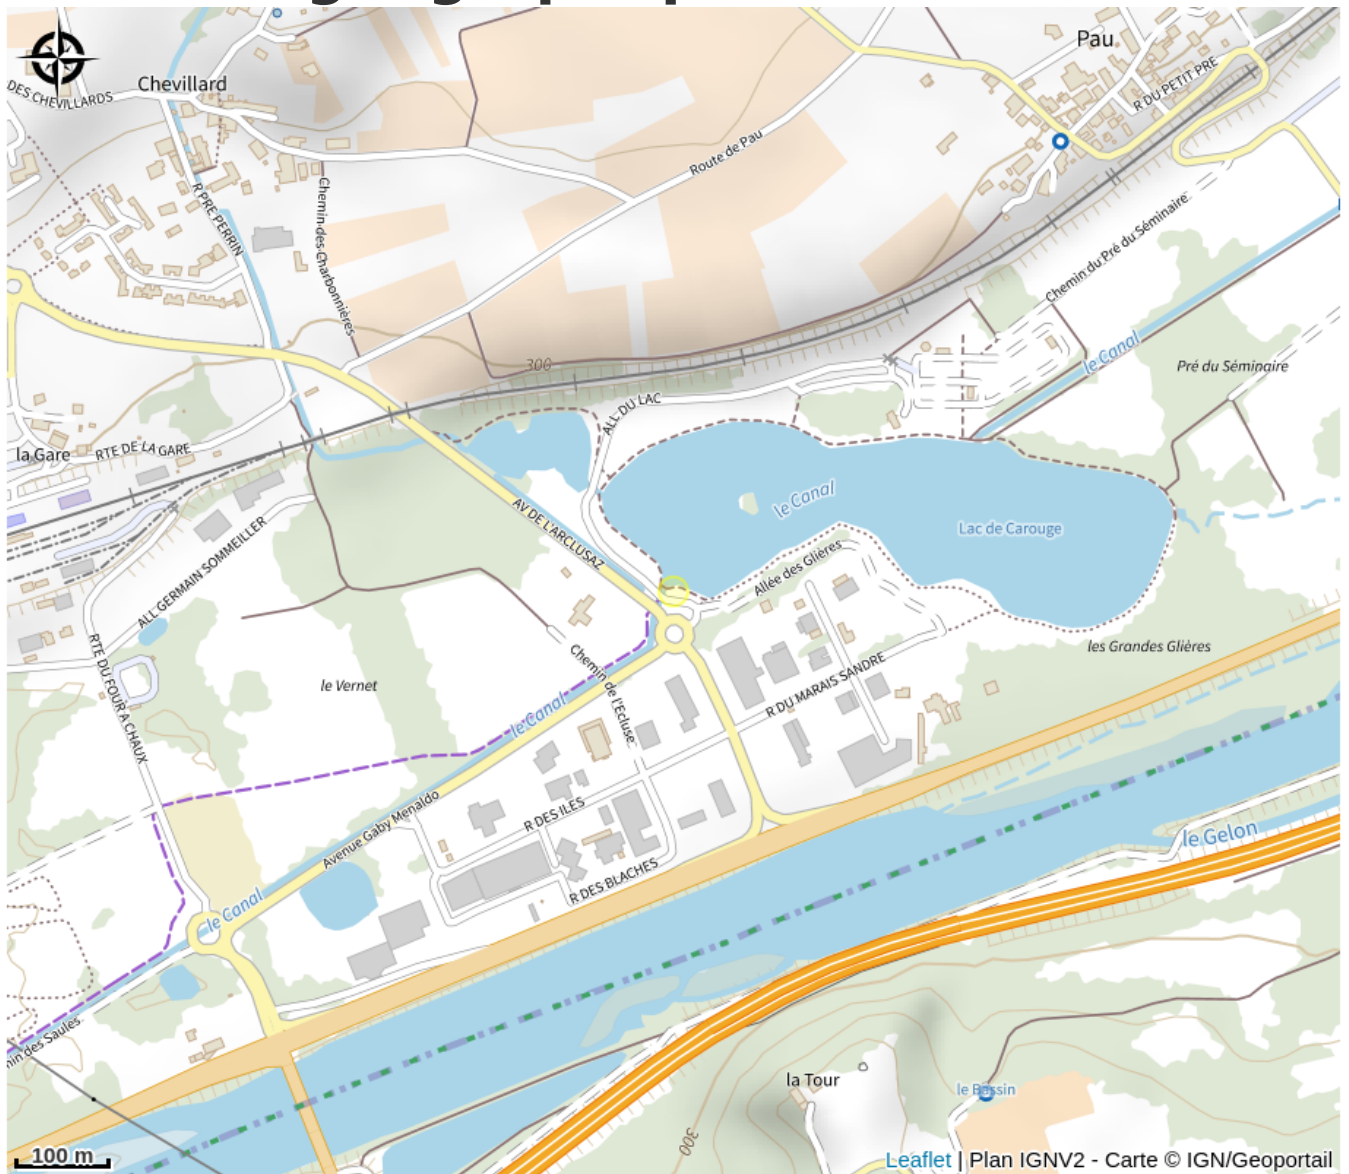 Pau
Chevillard
DES CHEVILLARDS
R DU PETIT PRE
Route de Pau
R PRE PERRIN
Chemin des Charbonnières
Chemin du Pré du Séminaire
le Canal
Pré du Séminaire
300
ALL DU LAC
la Gare
RTE DE LA GARE
le Canal
Lac de Carouge
AV DE L'ARCLUSAZ
ALL GERMAIN SOMMEILLER
Allée des Glières
RTE DU FOUR A CHAUX
les Grandes Glières
le Vernet
Chemin de l'Ecluse
R DU MARAIS SANDRE
le Canal
R DES ILES
Avenue Gaby Menaldo
le Gelon
R DES BLACHES
le Canal
min des Saules
la Tour
le Bassin
300
100 m
Leaflet | Plan IGNV2 - Carte © IGN/Geoportail